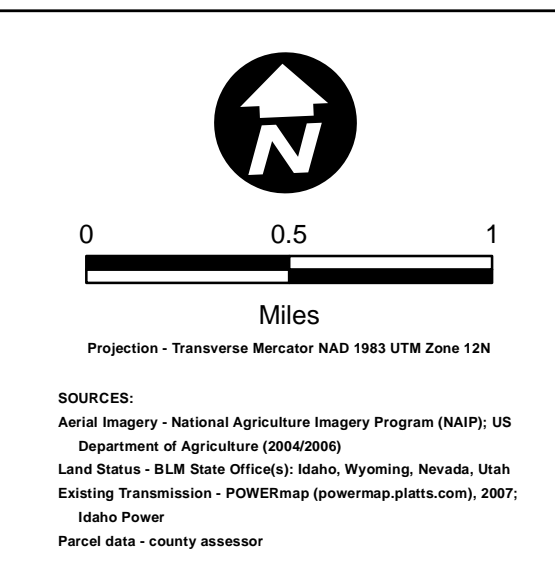 N
0 0.5 1
Miles
Projection - Transverse Mercator NAD 1983 UTM Zone 12N
SOURCES:
Aerial Imagery - National Agriculture Imagery Program (NAIP); US
Department of Agriculture (2004/2006)
Land Status - BLM State Office(s): Idaho, Wyoming, Nevada, Utah
Existing Transmission - POWERmap (powermap.platts.com), 2007;
Idaho Power
Parcel data - county assessor